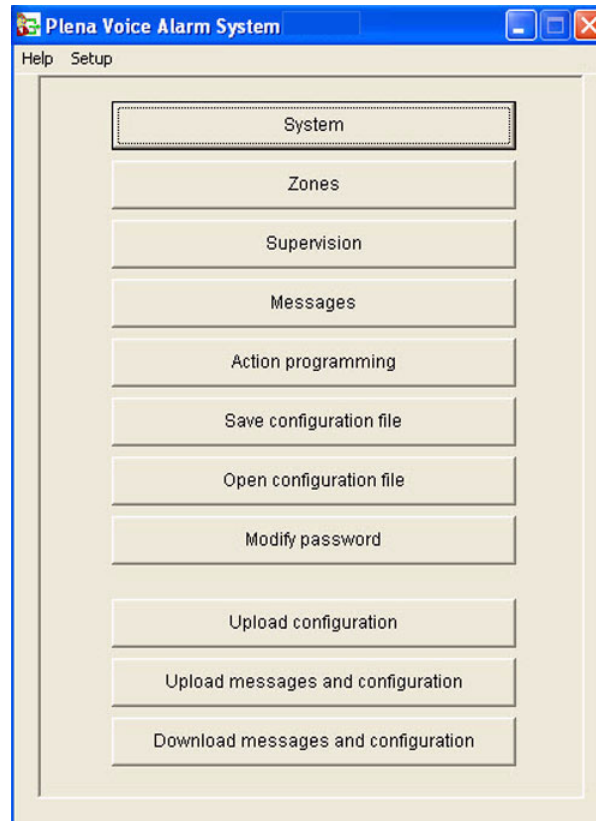 Plena Voice Alarm System
Help Setup
System
Zones
Supervision
Messages
Action programming
Save configuration file
Open configuration file
Modify password
Upload configuration
Upload messages and configuration
Download messages and configuration